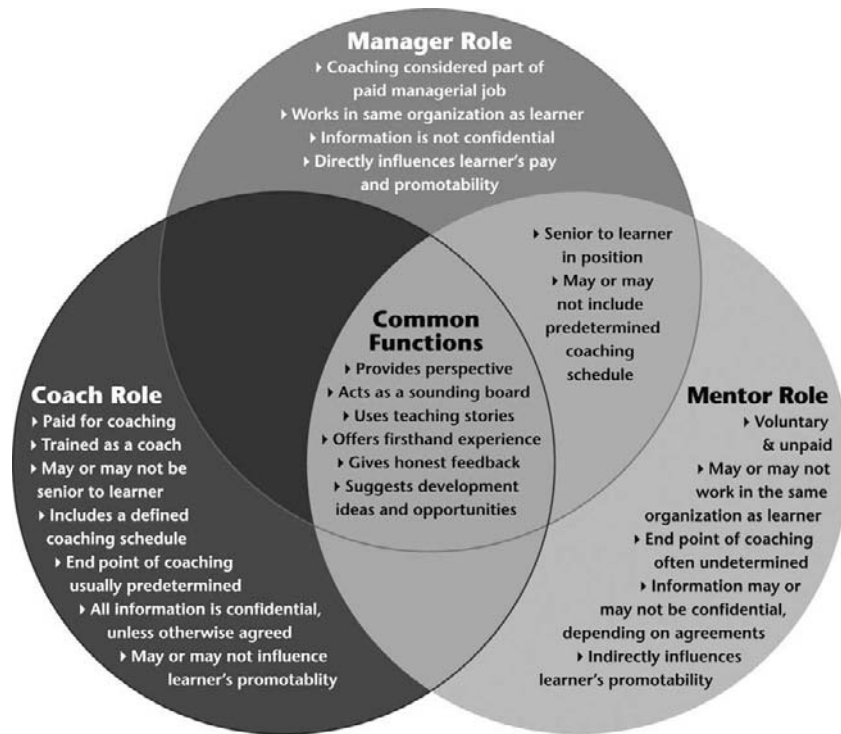 Manager Role
▸ Coaching considered part of
paid managerial job
▸ Works in same organization as learner
▸ Information is not confidential
▸ Directly influences learner's pay
and promotability
▸ Senior to learner
in position
▸ May or may
not include
predetermined
coaching
schedule
Common
Functions
▸ Provides perspective
▸ Acts as a sounding board
▸ Uses teaching stories
▸ Offers firsthand experience
▸ Gives honest feedback
▸ Suggests development
ideas and opportunities
Coach Role
▸ Paid for coaching
▸ Trained as a coach
▸ May or may not be
senior to learner
▸ Includes a defined
coaching schedule
▸ End point of coaching
usually predetermined
▸ All information is confidential,
unless otherwise agreed
▸ May or may not influence
learner's promotablity
Mentor Role
▸ Voluntary
& unpaid
▸ May or may not
work in the same
organization as learner
▸ End point of coaching
often undetermined
▸ Information may or
may not be confidential,
depending on agreements
▸ Indirectly influences
learner's promotability